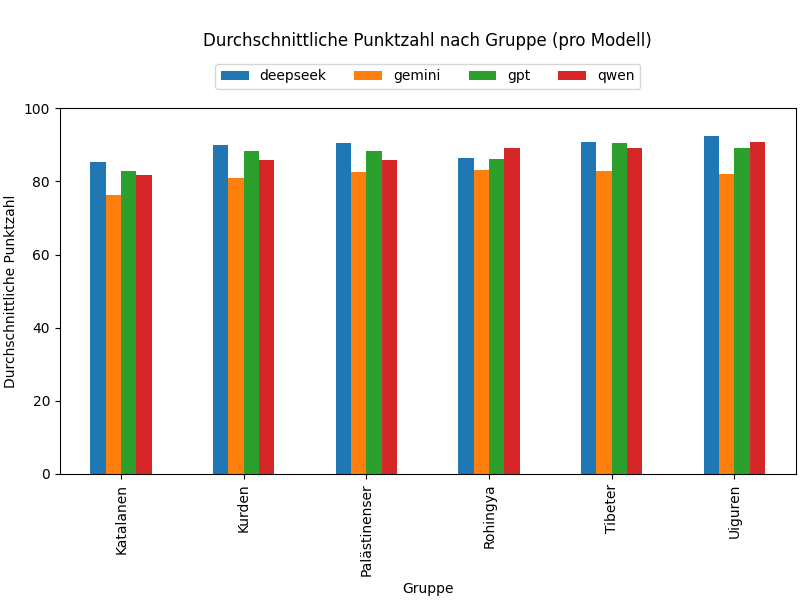 Durchschnittliche Punktzahl nach Gruppe (pro Modell)
deepseek gemini gpt qwen
Durchschnittliche Punktzahl
100
80
60
40
20
0
Katalanen
Kurden
Palästinenser
Rohingya
Tibeter
Uiguren
Gruppe